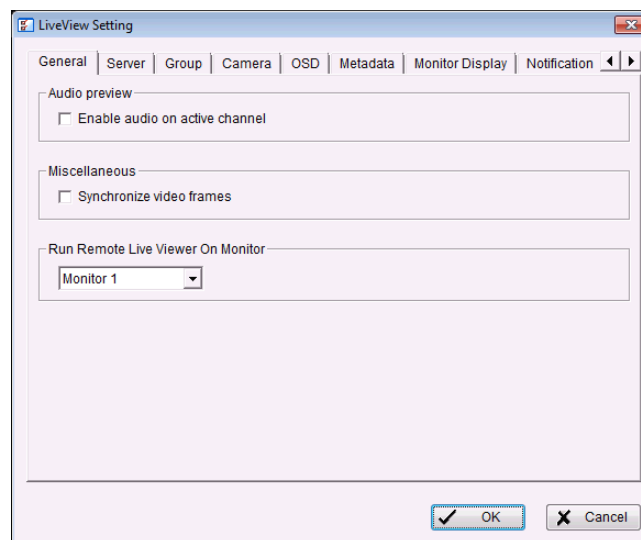 LiveView Setting
General Server Group Camera OSD Metadata Monitor Display Notification
Audio preview
Enable audio on active channel
Miscellaneous
Synchronize video frames
Run Remote Live Viewer On Monitor
Monitor 1
OK Cancel